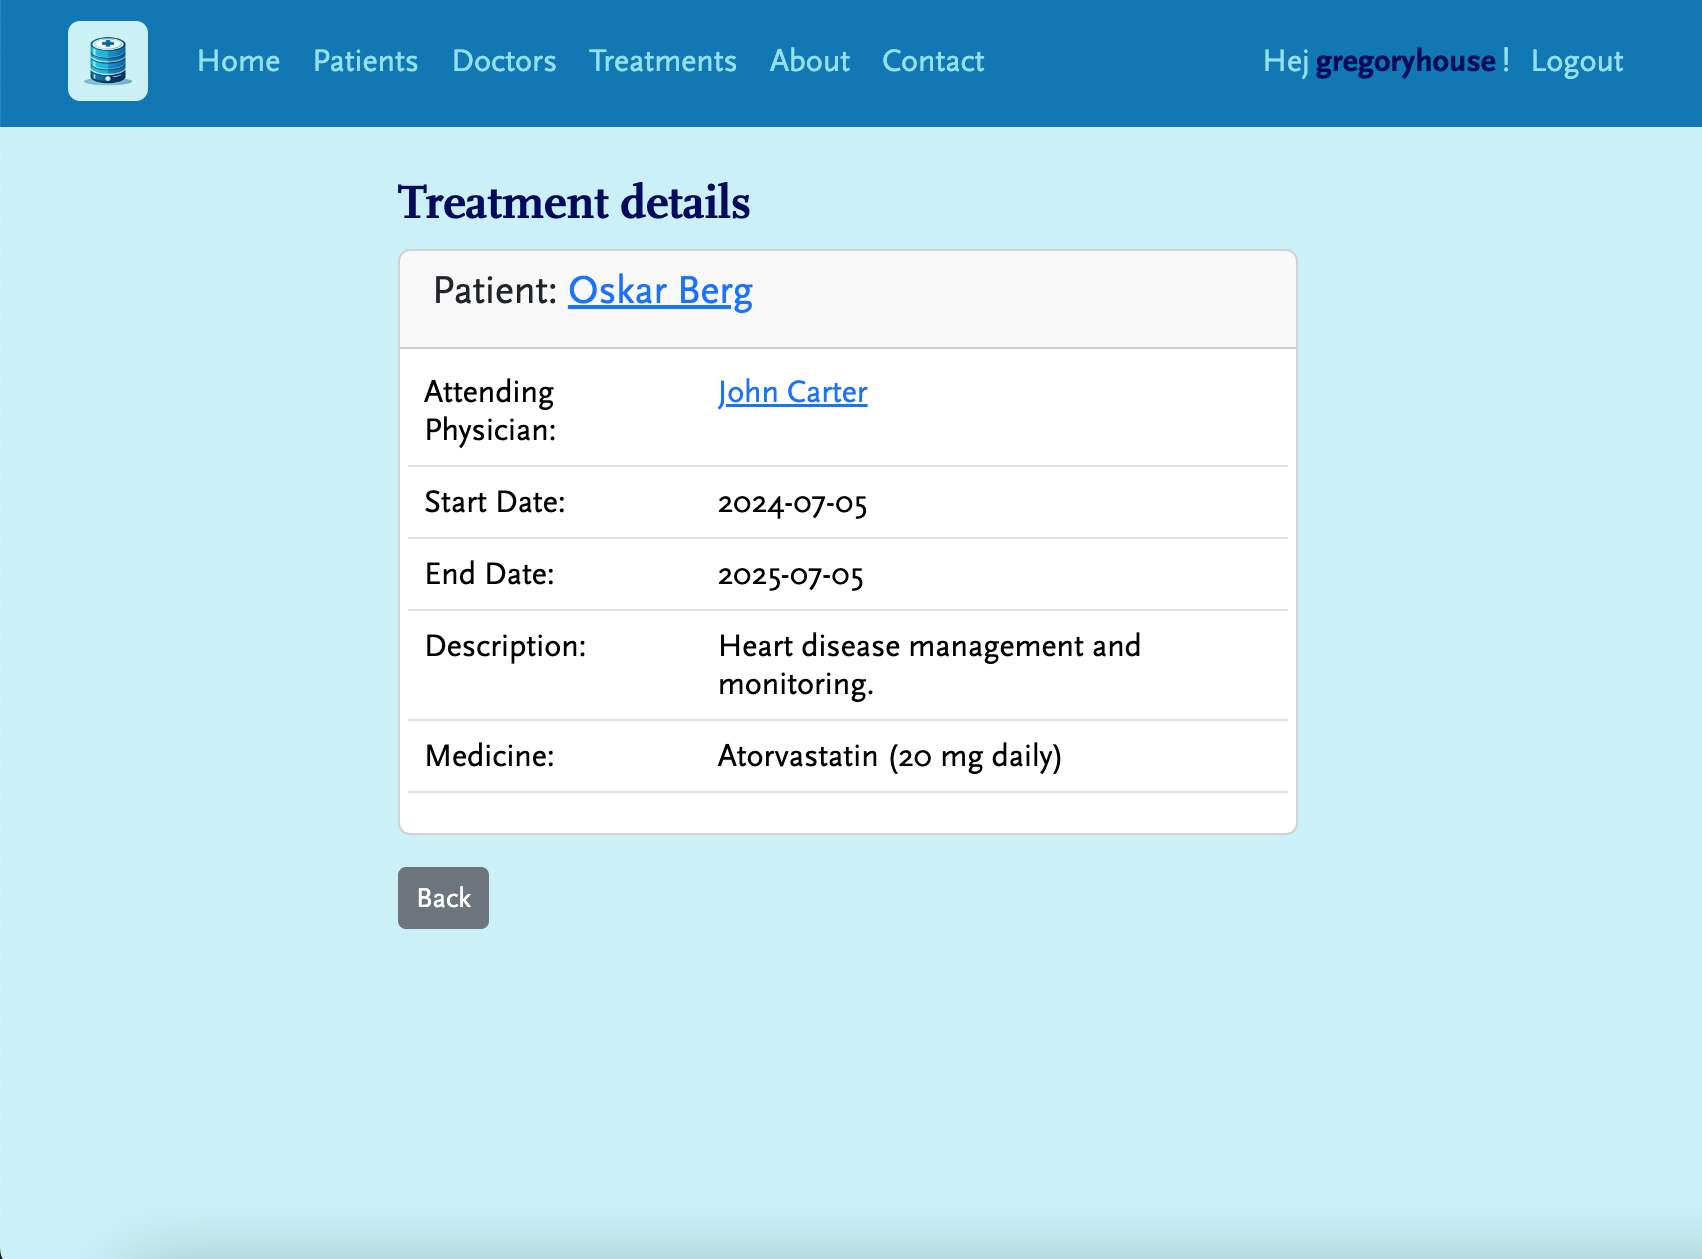 Home Patients Doctors Treatments About Contact Hej gregoryhouse! Logout
Treatment details
Patient: Oskar Berg
Attending Physician: John Carter
Start Date: 2024-07-05
End Date: 2025-07-05
Description: Heart disease management and
monitoring.
Medicine: Atorvastatin (20 mg daily)
Back